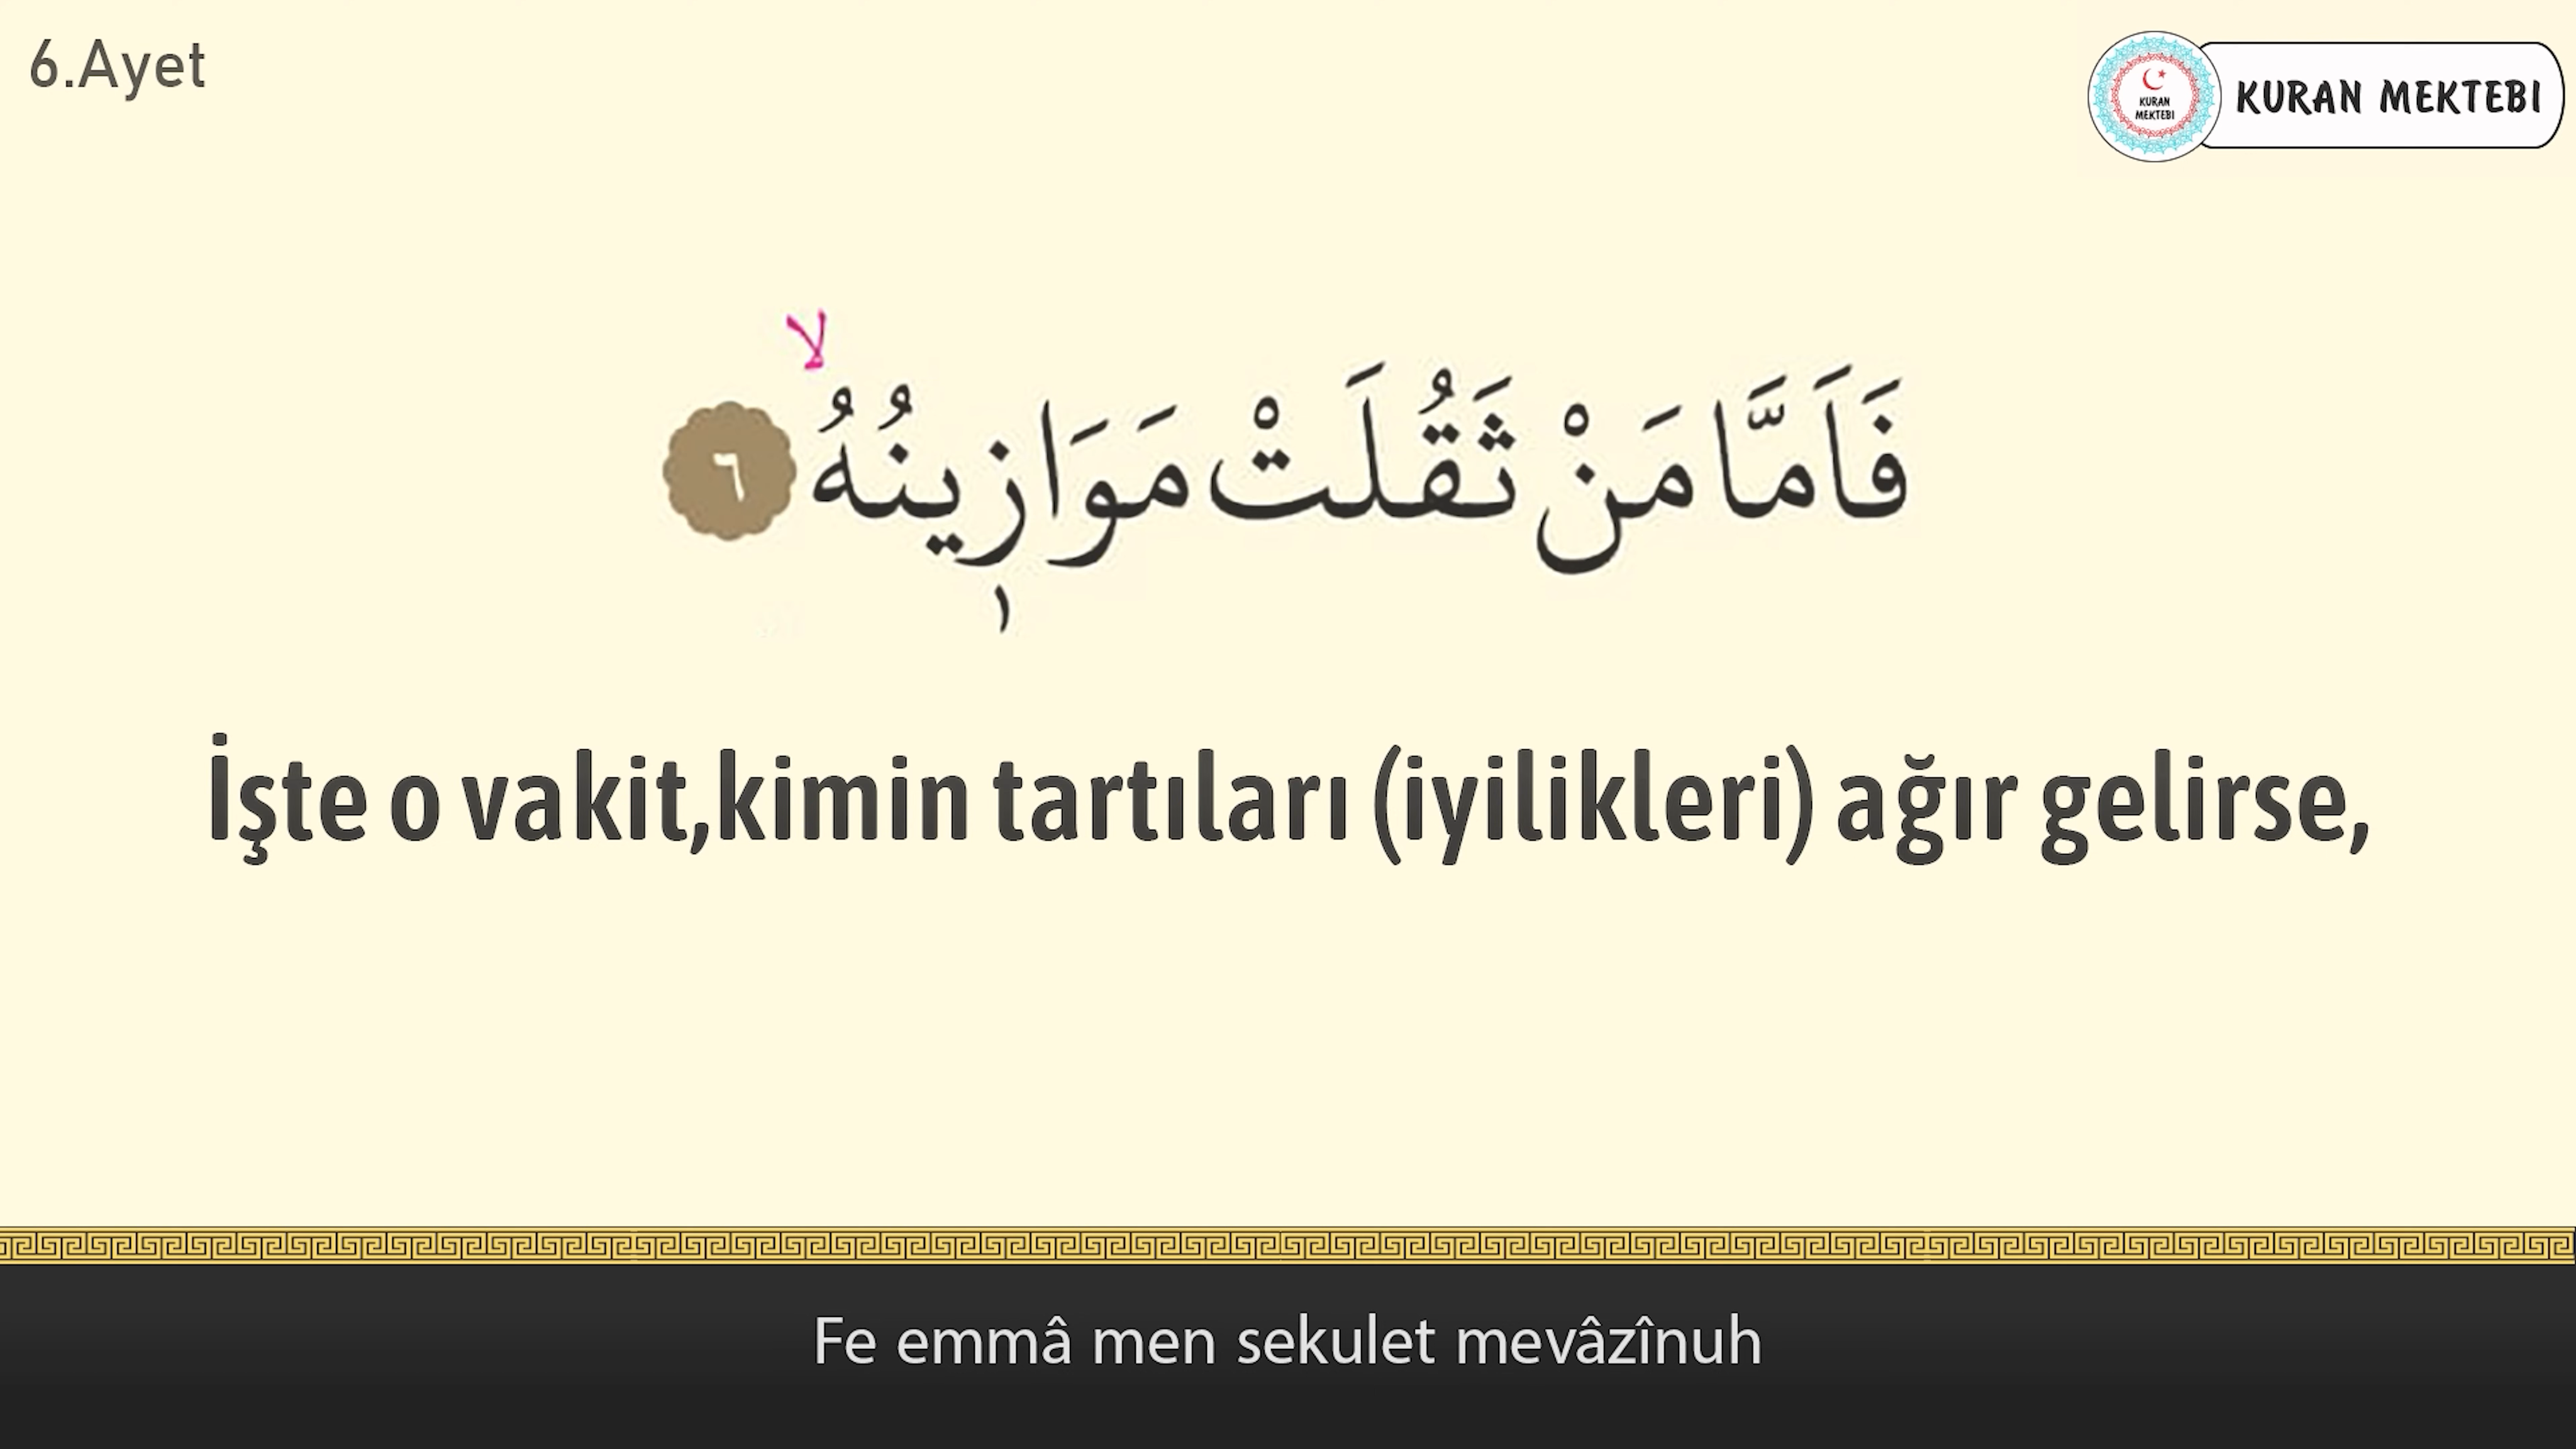 6.Ayet
KURAN
MEKTEBI
KURAN MEKTEBI
لا
فَاَمَّا مَنْ ثَقُلَتْ مَوَازٖينُهُ ٦
İşte o vakit,kimin tartıları (iyilikleri) ağır gelirse,
Fe emmâ men sekulet mevâzînuh